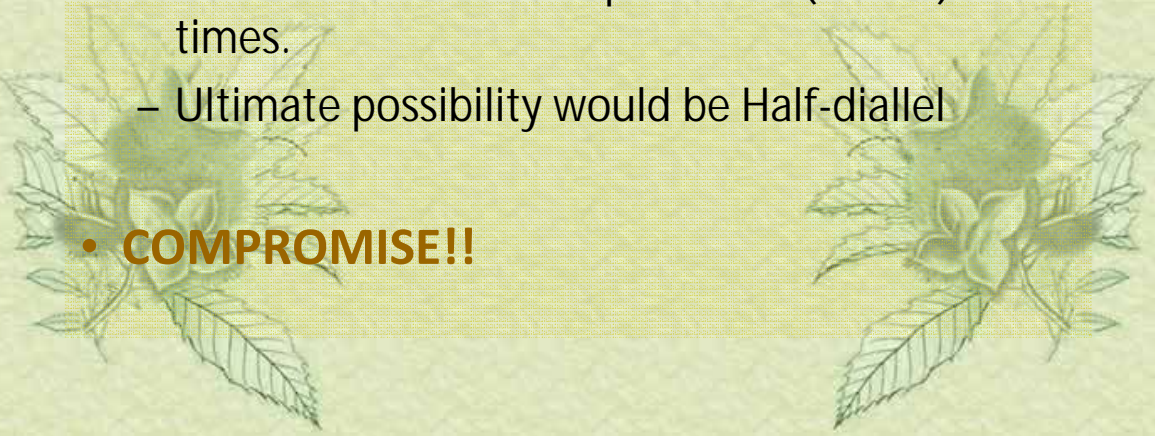 times.
– Ultimate possibility would be Half-diallel
• COMPROMISE!!